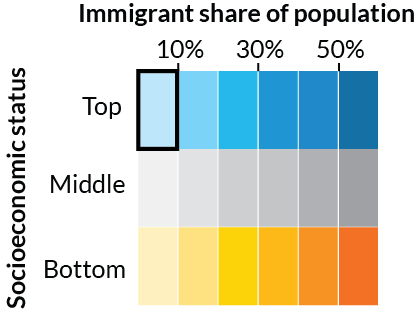 Immigrant share of population
10% 30% 50%
Socioeconomic status
Top
Middle
Bottom